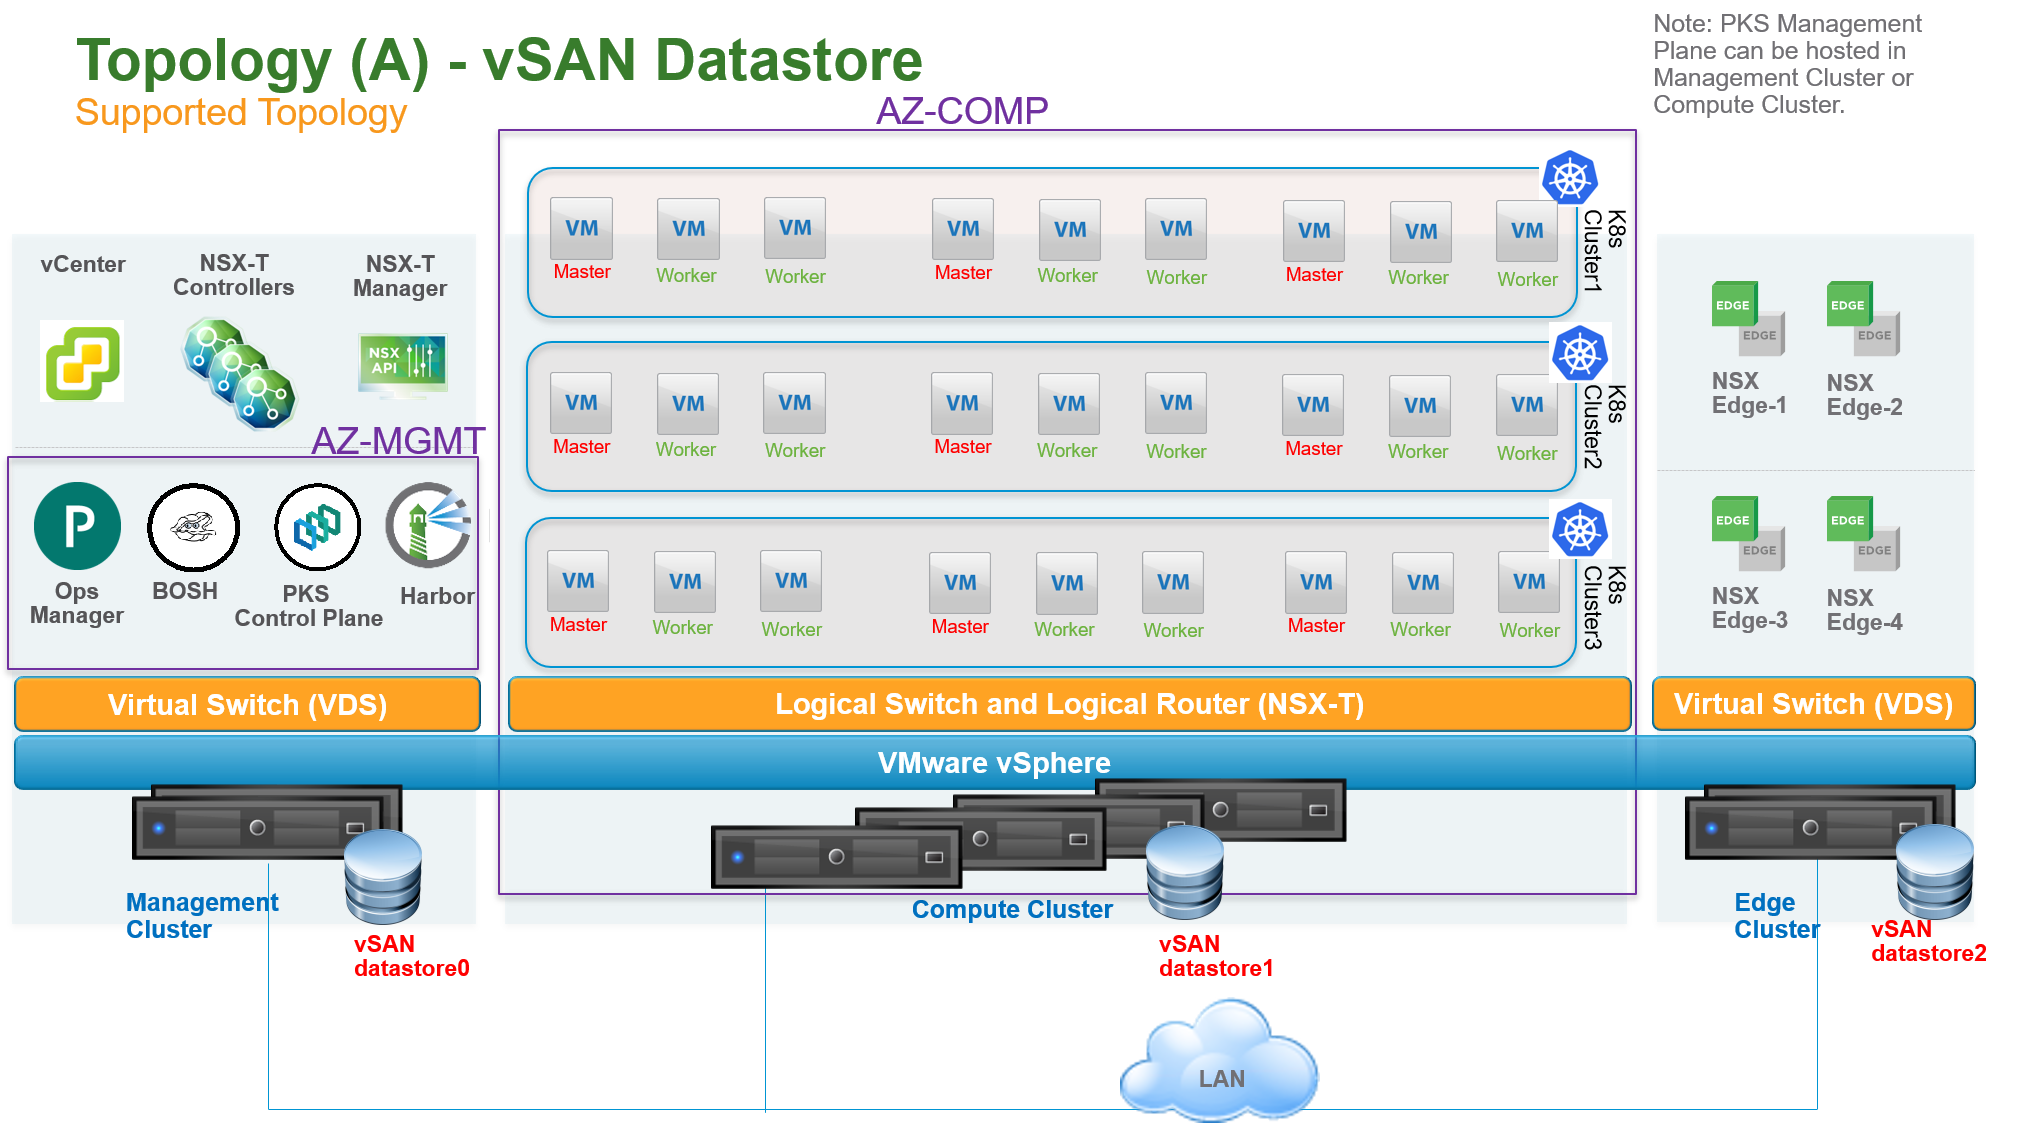 Topology (A) - vSAN Datastore
Supported Topology
Note: PKS Management
Plane can be hosted in
Management Cluster or
Compute Cluster.
AZ-COMP
vCenter
NSX-T
Controllers
NSX-T
Manager
NSX
API
AZ-MGMT
P
Ops
Manager
BOSH
PKS
Control Plane
Harbor
VM VM VM VM VM VM VM VM VM
Master Worker Worker Master Worker Worker Master Worker Worker
K8s
Cluster1
VM VM VM VM VM VM VM VM VM
Master Worker Worker Master Worker Worker Master Worker Worker
K8s
Cluster2
VM VM VM VM VM VM VM VM VM
Master Worker Worker Master Worker Worker Master Worker Worker
K8s
Cluster3
EDGE
EDGE
NSX
Edge-1
EDGE
EDGE
NSX
Edge-2
EDGE
EDGE
NSX
Edge-3
EDGE
EDGE
NSX
Edge-4
Virtual Switch (VDS)
Logical Switch and Logical Router (NSX-T)
Virtual Switch (VDS)
VMware vSphere
Management
Cluster
vSAN
datastore0
Compute Cluster
vSAN
datastore1
Edge
Cluster
vSAN
datastore2
LAN